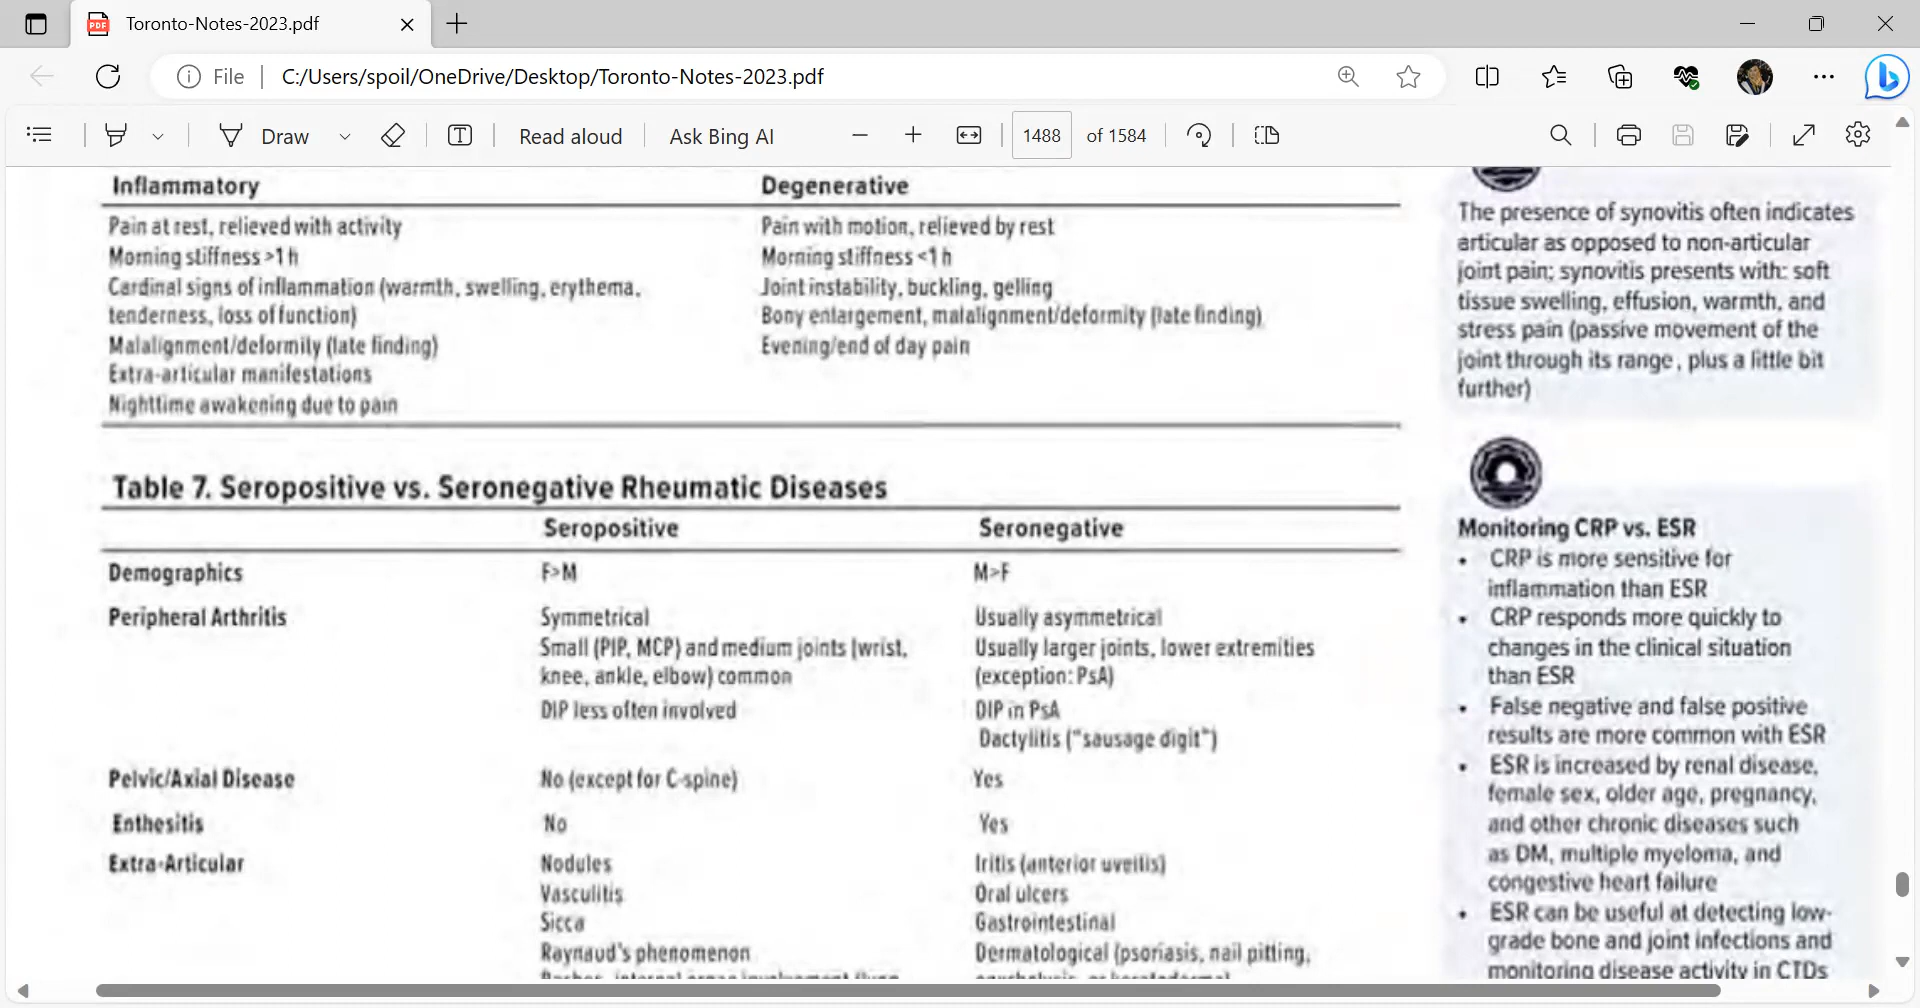 Toronto-Notes-2023.pdf
File
C:/Users/spoil/OneDrive/Desktop/Toronto-Notes-2023.pdf
Draw
Read aloud
Ask Bing AI
1488 of 1584
Inflammatory Degenerative
Pain at rest, relieved with activity Pain with motion, relieved by rest
Morning stiffness >1 h Morning stiffness <1 h
Cardinal signs of inflammation (warmth, swelling, erythema, Joint instability, buckling, gelling
tenderness, loss of function) Bony enlargement, malalignment/deformity (late finding)
Malalignment/deformity (late finding) Evening/end of day pain
Extra-articular manifestations
Nighttime awakening due to pain
Table 7. Seropositive vs. Seronegative Rheumatic Diseases
Seropositive Seronegative
Demographics F>M M>F
Peripheral Arthritis Symmetrical Usually asymmetrical
Small (PIP, MCP) and medium joints (wrist, Usually larger joints, lower extremities
knee, ankle, elbow) common (exception: PsA)
DIP less often involved DIP in PsA
Dactylitis ("sausage digit")
Pelvic/Axial Disease No (except for C-spine) Yes
Enthesitis No Yes
Extra-Articular Nodules Iritis (anterior uveitis)
Vasculitis Oral ulcers
Sicca Gastrointestinal
Raynaud's phenomenon Dermatological (psoriasis, nail pitting,
The presence of synovitis often indicates
articular as opposed to non-articular
joint pain; synovitis presents with: soft
tissue swelling, effusion, warmth, and
stress pain (passive movement of the
joint through its range, plus a little bit
further)
Monitoring CRP vs. ESR
• CRP is more sensitive for
inflammation than ESR
• CRP responds more quickly to
changes in the clinical situation
than ESR
• False negative and false positive
results are more common with ESR
• ESR is increased by renal disease,
female sex, older age, pregnancy,
and other chronic diseases such
as DM, multiple myeloma, and
congestive heart failure
• ESR can be useful at detecting low-
grade bone and joint infections and
monitoring disease activity in CTDs